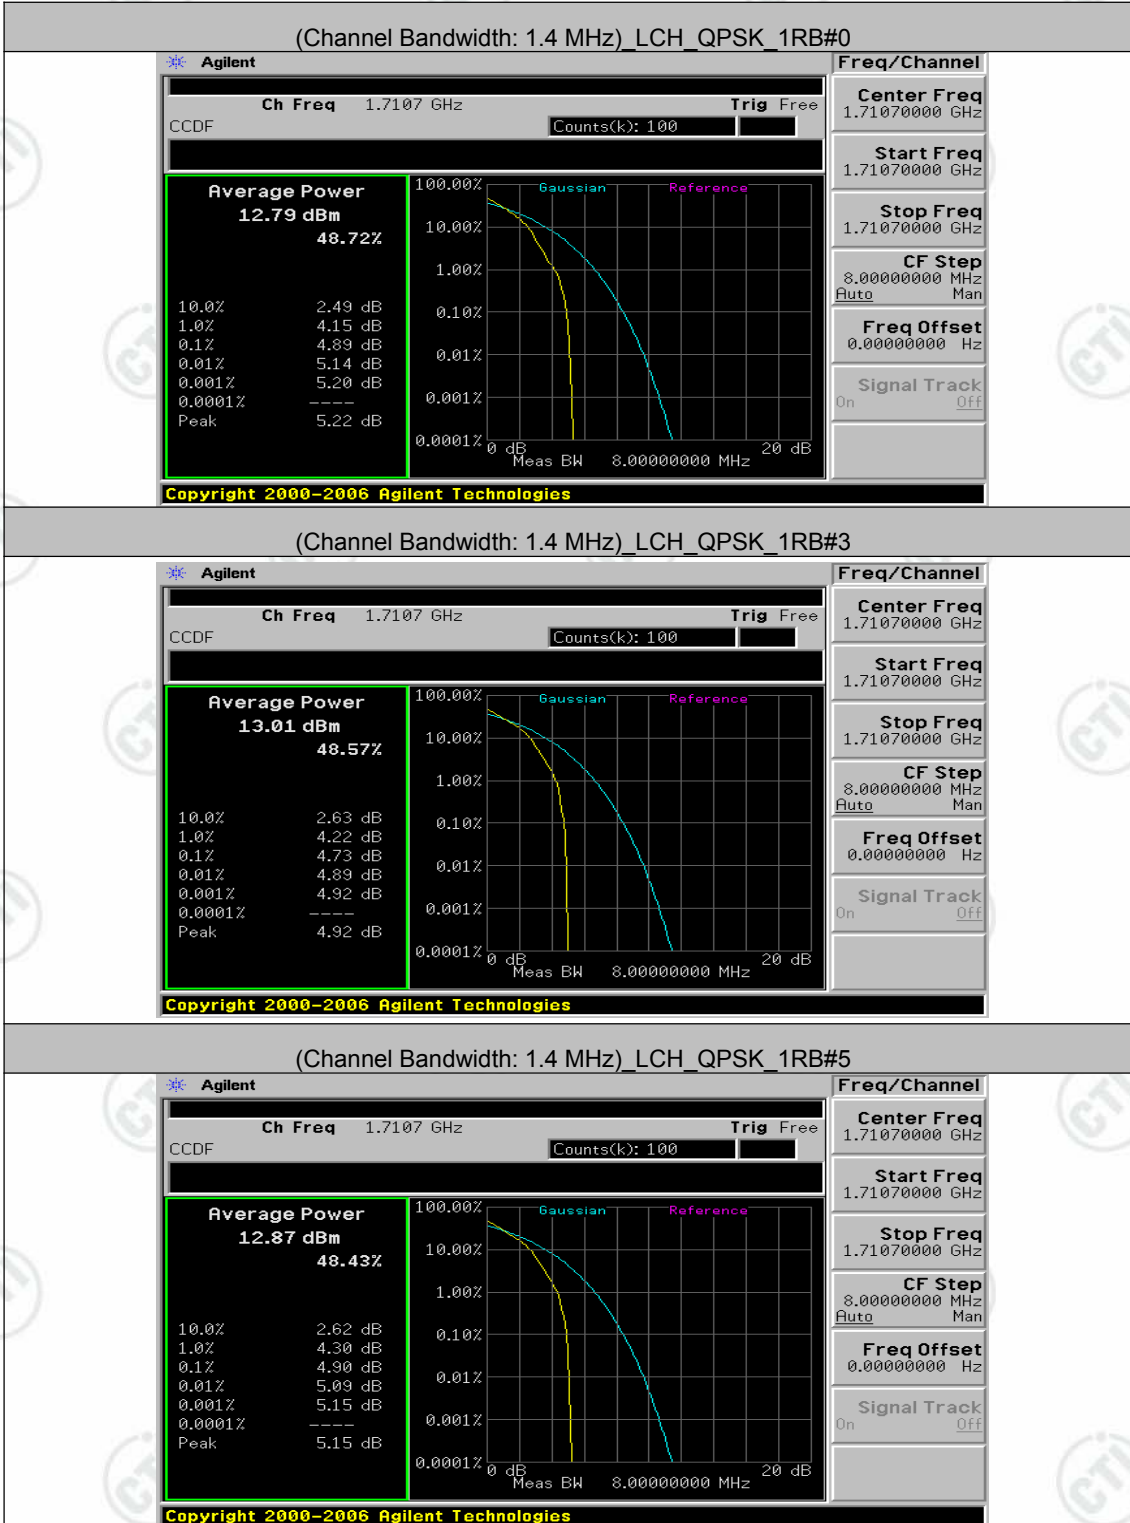 (Channel Bandwidth: 1.4 MHz)_LCH_QPSK_1RB#0
Agilent
Freq/Channel
Ch Freq 1.7107 GHz Trig Free
CCDF Counts(k): 100
Center Freq
1.71070000 GHz
Start Freq
1.71070000 GHz
Stop Freq
1.71070000 GHz
CF Step
8.00000000 MHz
Auto Man
Freq Offset
0.00000000 Hz
Signal Track
On Off
Average Power
12.79 dBm
48.72%
10.0% 2.49 dB
1.0% 4.15 dB
0.1% 4.89 dB
0.01% 5.14 dB
0.001% 5.20 dB
0.0001% ----
Peak 5.22 dB
Gaussian Reference
100.00%
10.00%
1.00%
0.10%
0.01%
0.001%
0.0001%
0 dB 20 dB
Meas BW 8.00000000 MHz
Copyright 2000-2006 Agilent Technologies
(Channel Bandwidth: 1.4 MHz)_LCH_QPSK_1RB#3
Agilent
Freq/Channel
Ch Freq 1.7107 GHz Trig Free
CCDF Counts(k): 100
Center Freq
1.71070000 GHz
Start Freq
1.71070000 GHz
Stop Freq
1.71070000 GHz
CF Step
8.00000000 MHz
Auto Man
Freq Offset
0.00000000 Hz
Signal Track
On Off
Average Power
13.01 dBm
48.57%
10.0% 2.63 dB
1.0% 4.22 dB
0.1% 4.73 dB
0.01% 4.89 dB
0.001% 4.92 dB
0.0001% ----
Peak 4.92 dB
Gaussian Reference
100.00%
10.00%
1.00%
0.10%
0.01%
0.001%
0.0001%
0 dB 20 dB
Meas BW 8.00000000 MHz
Copyright 2000-2006 Agilent Technologies
(Channel Bandwidth: 1.4 MHz)_LCH_QPSK_1RB#5
Agilent
Freq/Channel
Ch Freq 1.7107 GHz Trig Free
CCDF Counts(k): 100
Center Freq
1.71070000 GHz
Start Freq
1.71070000 GHz
Stop Freq
1.71070000 GHz
CF Step
8.00000000 MHz
Auto Man
Freq Offset
0.00000000 Hz
Signal Track
On Off
Average Power
12.87 dBm
48.43%
10.0% 2.62 dB
1.0% 4.30 dB
0.1% 4.90 dB
0.01% 5.09 dB
0.001% 5.15 dB
0.0001% ----
Peak 5.15 dB
Gaussian Reference
100.00%
10.00%
1.00%
0.10%
0.01%
0.001%
0.0001%
0 dB 20 dB
Meas BW 8.00000000 MHz
Copyright 2000-2006 Agilent Technologies
CTI
CTI
CTI
CTI
CTI
CTI
CTI
CTI